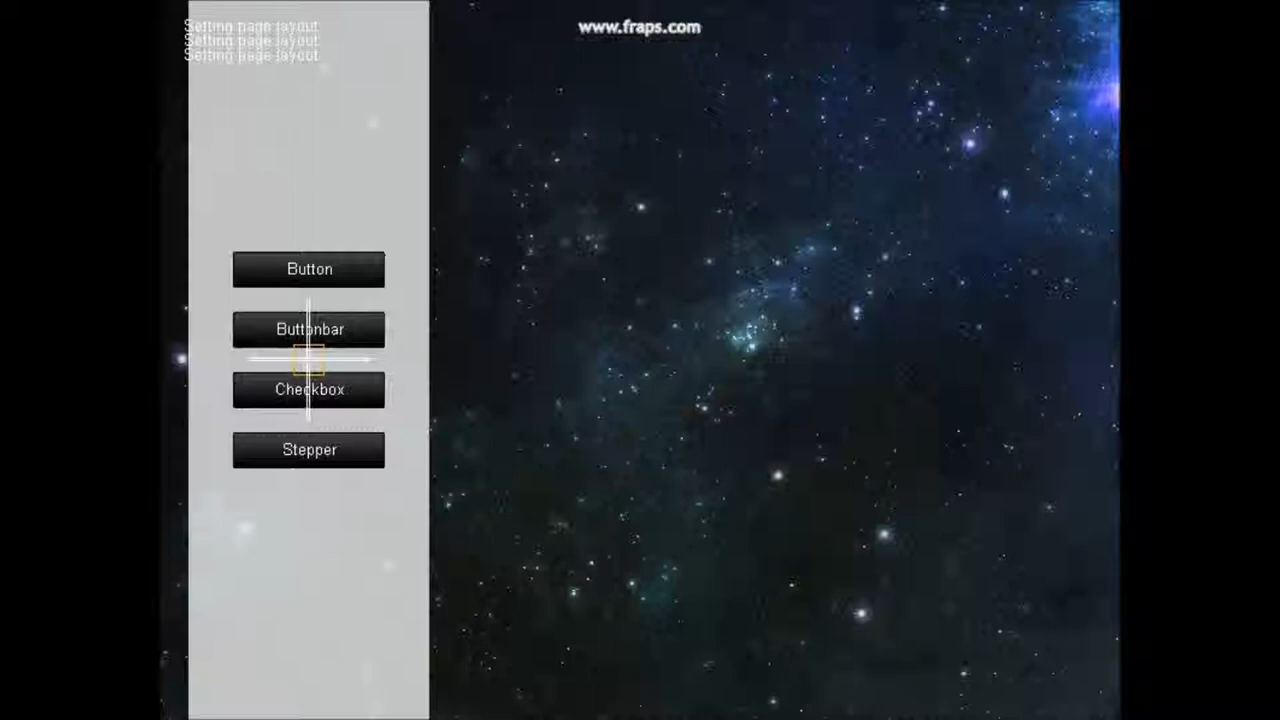 Setting page layout
Setting page layout
Setting page layout
www.fraps.com
Button
Buttonbar
Checkbox
Stepper